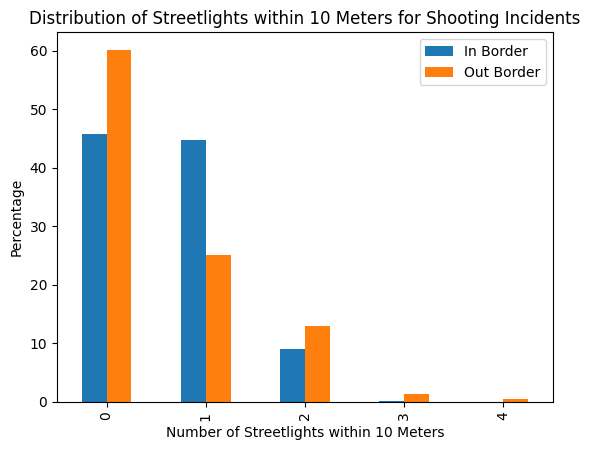 Distribution of Streetlights within 10 Meters for Shooting Incidents
In Border
Out Border
Percentage
60
50
40
30
20
10
0
0
1
2
3
4
Number of Streetlights within 10 Meters